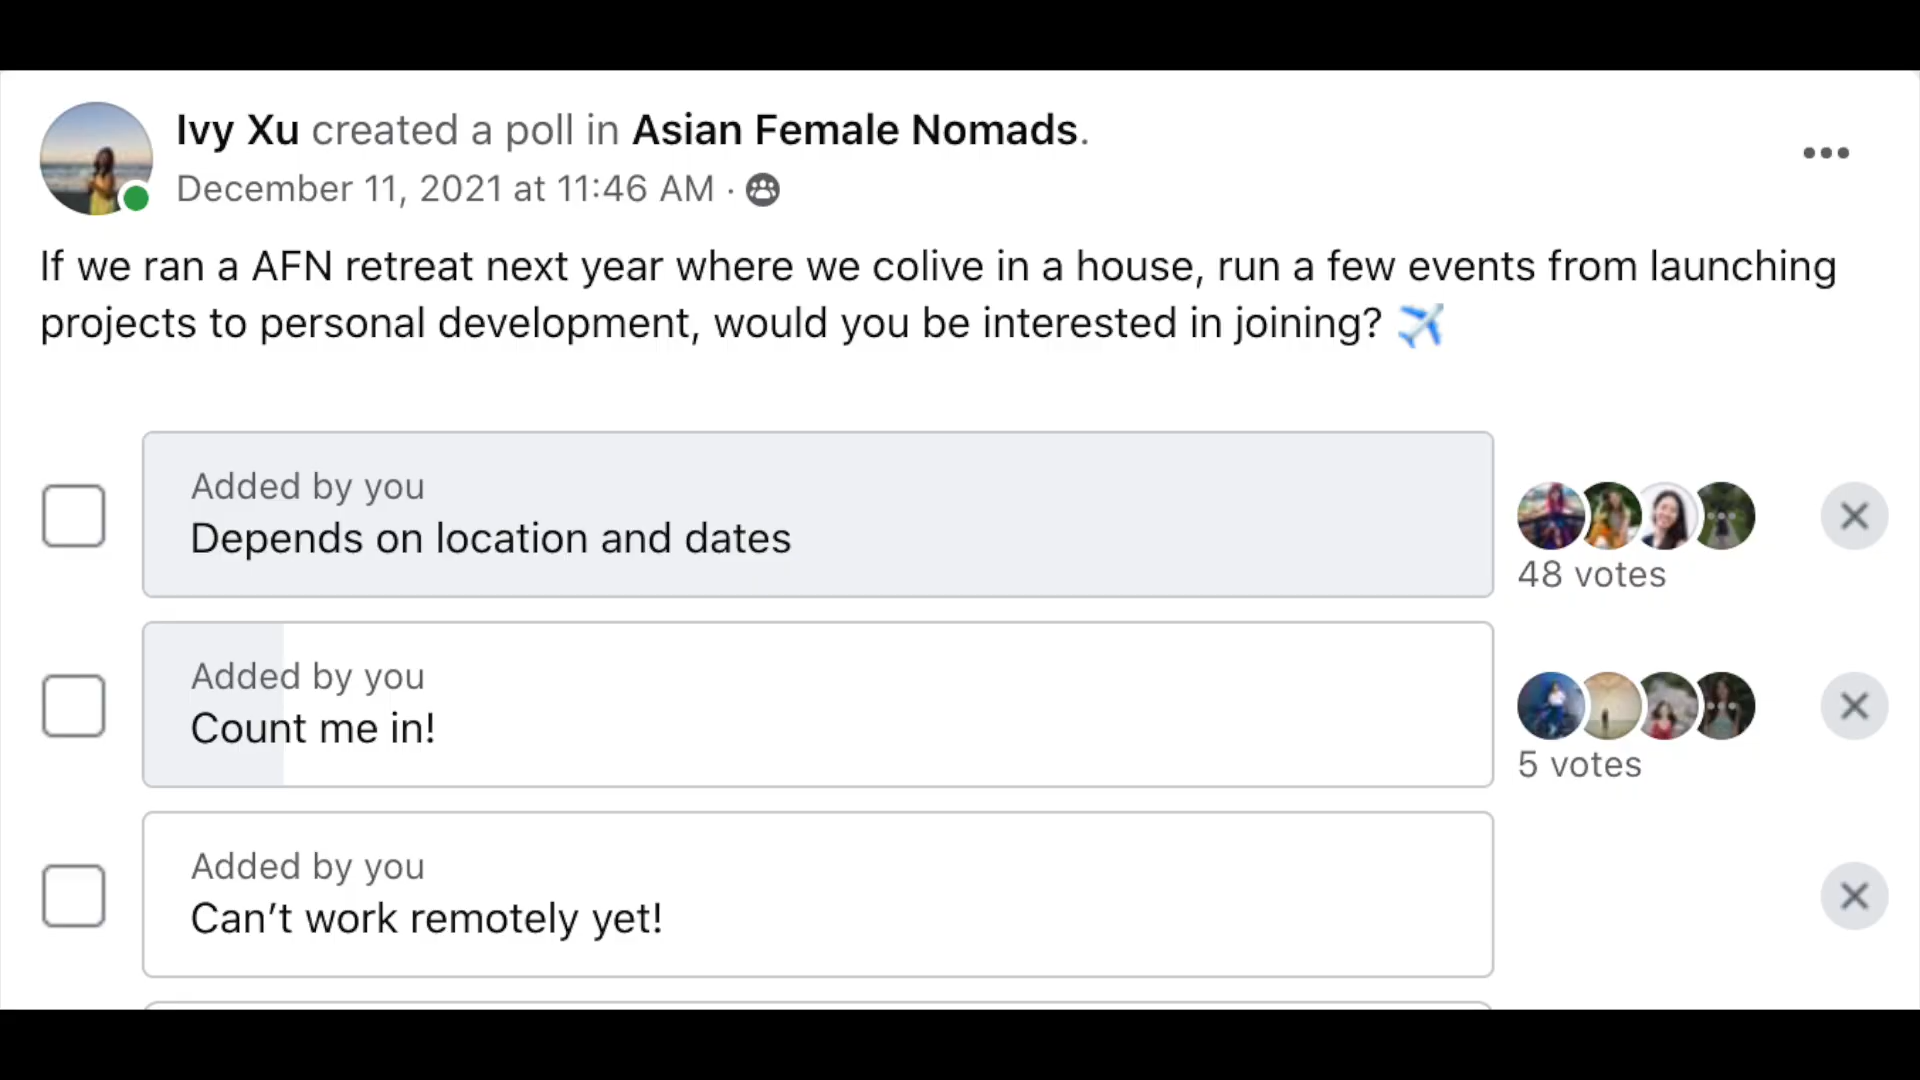 Ivy Xu created a poll in Asian Female Nomads.
December 11, 2021 at 11:46 AM ·
If we ran a AFN retreat next year where we colive in a house, run a few events from launching
projects to personal development, would you be interested in joining? ✈️
Added by you
Depends on location and dates
48 votes
Added by you
Count me in!
5 votes
Added by you
Can’t work remotely yet!